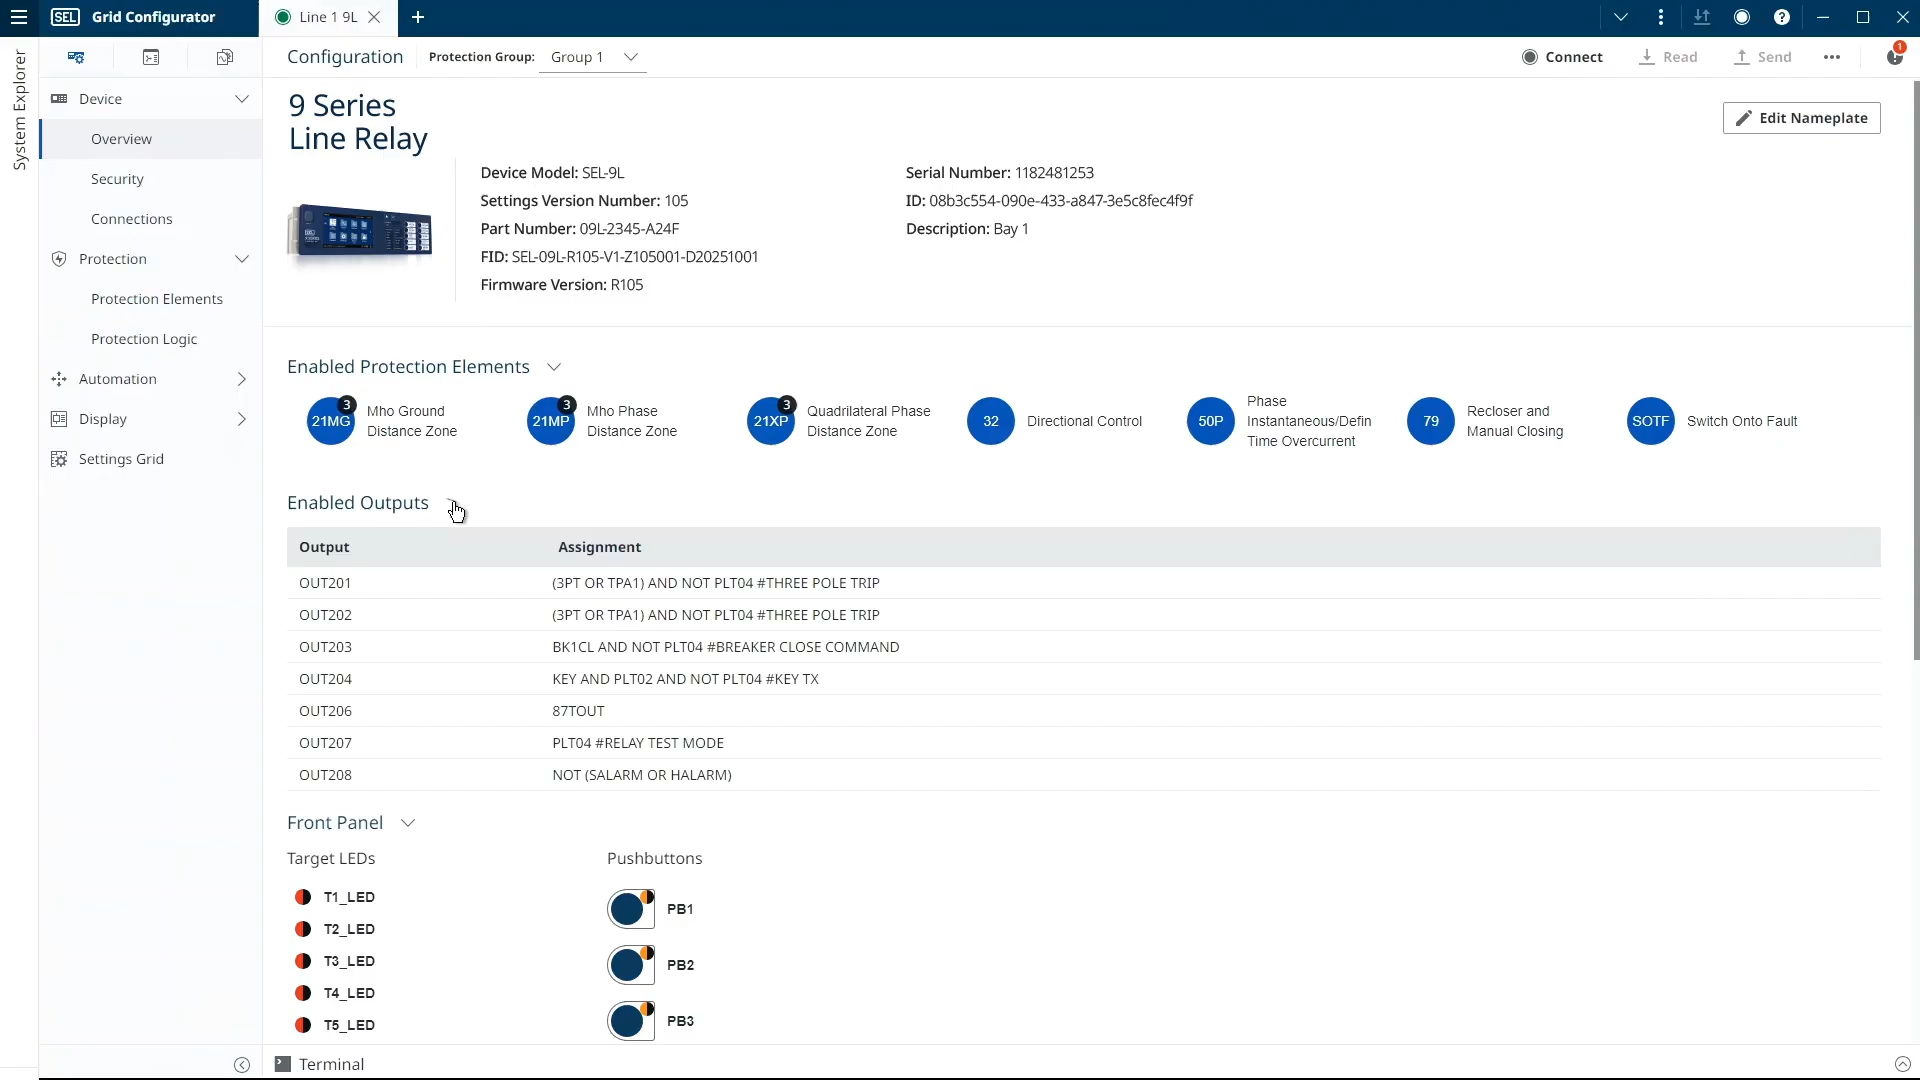 SEL Grid Configurator
Line 1 9L
System Explorer
Configuration
Protection Group: Group 1
Connect
Read
Send
1
Device
Overview
Security
Connections
Protection
Protection Elements
Protection Logic
Automation
Display
Settings Grid
9 Series
Line Relay
Edit Nameplate
Device Model: SEL-9L
Settings Version Number: 105
Part Number: 09L-2345-A24F
FID: SEL-09L-R105-V1-Z105001-D20251001
Firmware Version: R105
Serial Number: 1182481253
ID: 08b3c554-090e-433-a847-3e5c8fec4f9f
Description: Bay 1
Enabled Protection Elements
21MG 3 Mho Ground
Distance Zone
21MP 3 Mho Phase
Distance Zone
21XP 3 Quadrilateral Phase
Distance Zone
32 Directional Control
50P Phase
Instantaneous/Defin
Time Overcurrent
79 Recloser and
Manual Closing
SOTF Switch Onto Fault
Enabled Outputs
Output Assignment
OUT201 (3PT OR TPA1) AND NOT PLT04 #THREE POLE TRIP
OUT202 (3PT OR TPA1) AND NOT PLT04 #THREE POLE TRIP
OUT203 BK1CL AND NOT PLT04 #BREAKER CLOSE COMMAND
OUT204 KEY AND PLT02 AND NOT PLT04 #KEY TX
OUT206 87TOUT
OUT207 PLT04 #RELAY TEST MODE
OUT208 NOT (SALARM OR HALARM)
Front Panel
Target LEDs
T1_LED
T2_LED
T3_LED
T4_LED
T5_LED
Pushbuttons
PB1
PB2
PB3
Terminal